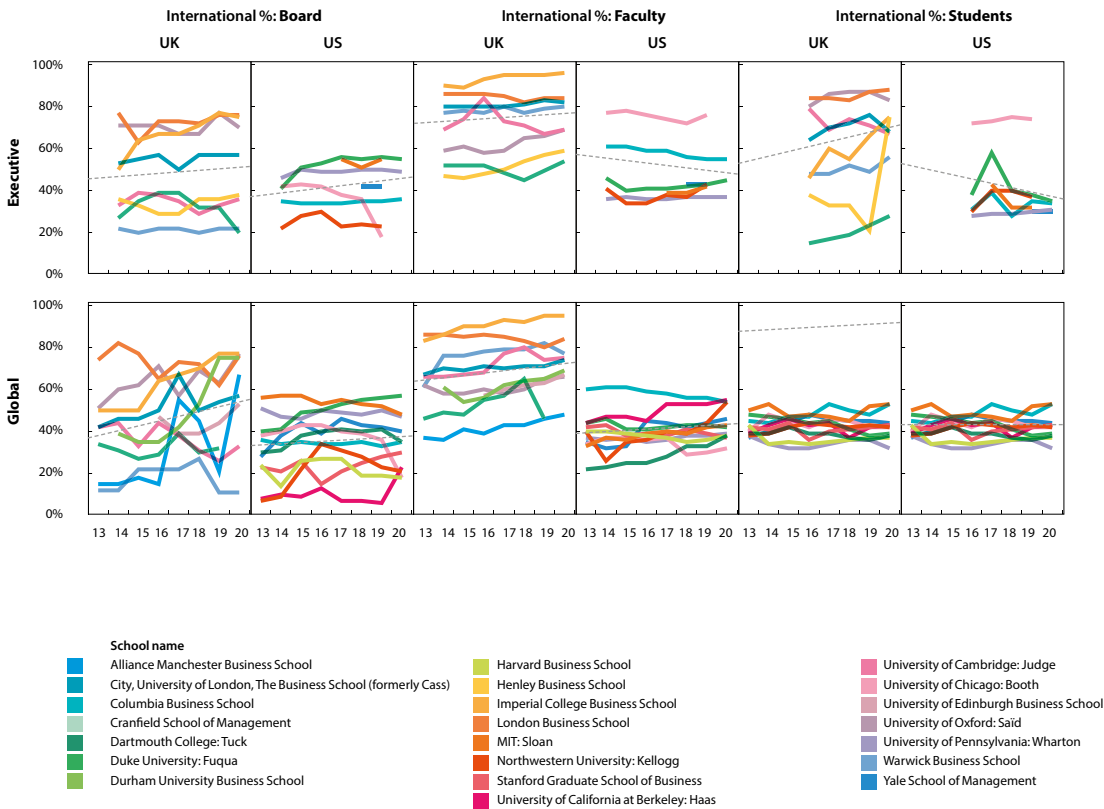 International %: Board
International %: Faculty
International %: Students
UK
US
UK
US
UK
US
Executive
100%
80%
60%
40%
20%
0%
Global
100%
80%
60%
40%
20%
0%
13 14 15 16 17 18 19 20
13 14 15 16 17 18 19 20
13 14 15 16 17 18 19 20
13 14 15 16 17 18 19 20
13 14 15 16 17 18 19 20
13 14 15 16 17 18 19 20
School name
Alliance Manchester Business School
City, University of London, The Business School (formerly Cass)
Columbia Business School
Cranfield School of Management
Dartmouth College: Tuck
Duke University: Fuqua
Durham University Business School
Harvard Business School
Henley Business School
Imperial College Business School
London Business School
MIT: Sloan
Northwestern University: Kellogg
Stanford Graduate School of Business
University of California at Berkeley: Haas
University of Cambridge: Judge
University of Chicago: Booth
University of Edinburgh Business School
University of Oxford: Saïd
University of Pennsylvania: Wharton
Warwick Business School
Yale School of Management